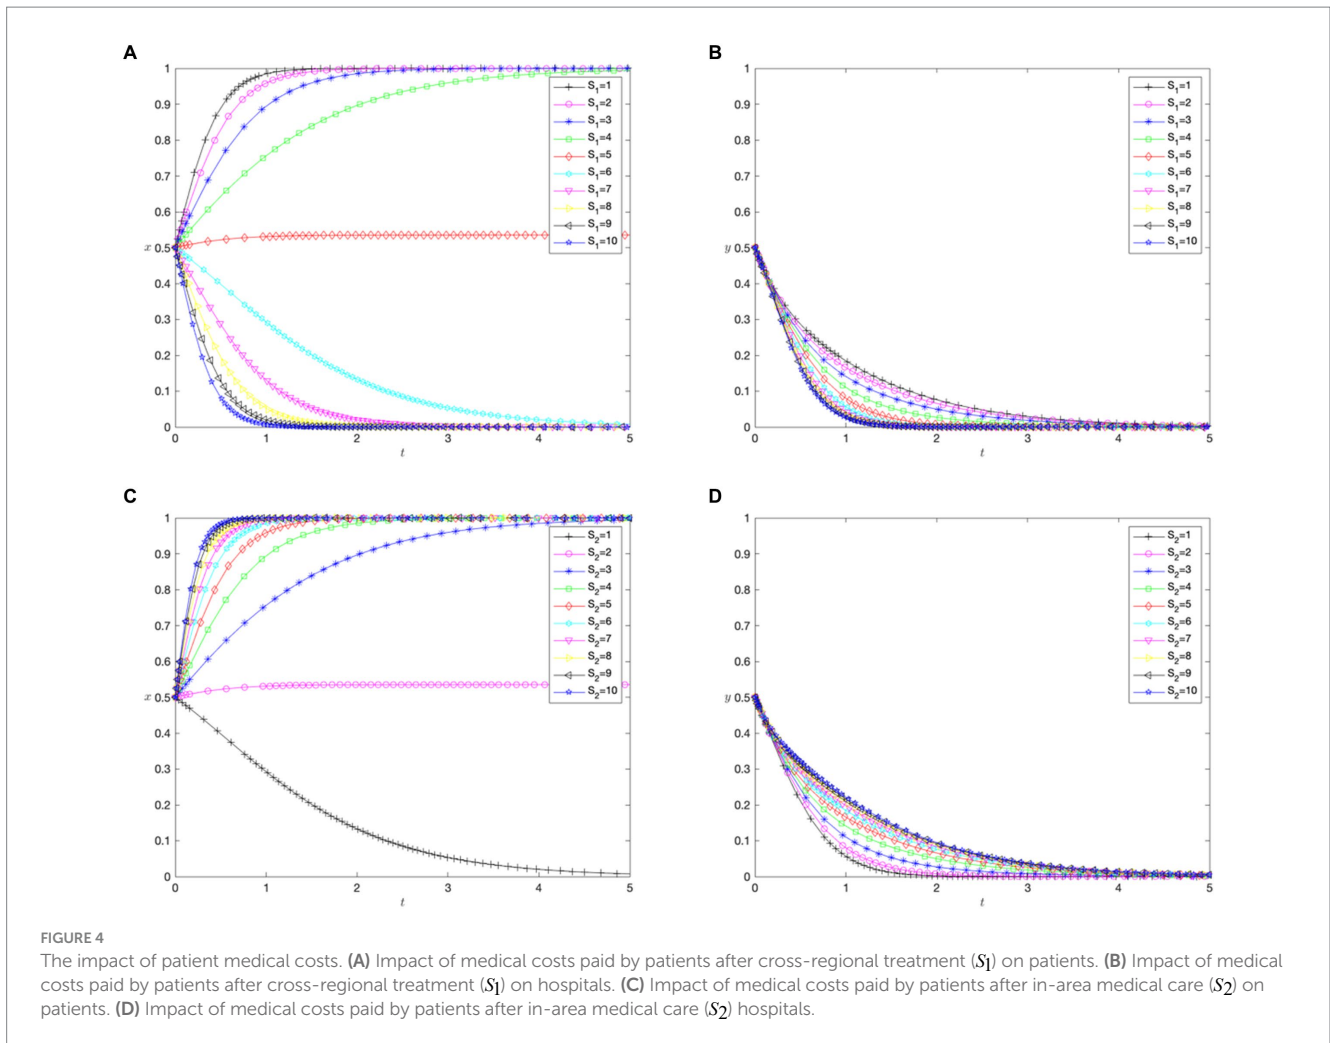 A
1
0.9
0.8
0.7
0.6
x 0.5
0.4
0.3
0.2
0.1
0
0 1 2 3 4 5
t
S1=1
S1=2
S1=3
S1=4
S1=5
S1=6
S1=7
S1=8
S1=9
S1=10
B
1
0.9
0.8
0.7
0.6
y 0.5
0.4
0.3
0.2
0.1
0
0 1 2 3 4 5
t
S1=1
S1=2
S1=3
S1=4
S1=5
S1=6
S1=7
S1=8
S1=9
S1=10
C
1
0.9
0.8
0.7
0.6
x 0.5
0.4
0.3
0.2
0.1
0
0 1 2 3 4 5
t
S2=1
S2=2
S2=3
S2=4
S2=5
S2=6
S2=7
S2=8
S2=9
S2=10
D
1
0.9
0.8
0.7
0.6
y 0.5
0.4
0.3
0.2
0.1
0
0 1 2 3 4 5
t
S2=1
S2=2
S2=3
S2=4
S2=5
S2=6
S2=7
S2=8
S2=9
S2=10
FIGURE 4
The impact of patient medical costs. (A) Impact of medical costs paid by patients after cross-regional treatment (S1) on patients. (B) Impact of medical
costs paid by patients after cross-regional treatment (S1) on hospitals. (C) Impact of medical costs paid by patients after in-area medical care (S2) on
patients. (D) Impact of medical costs paid by patients after in-area medical care (S2) hospitals.